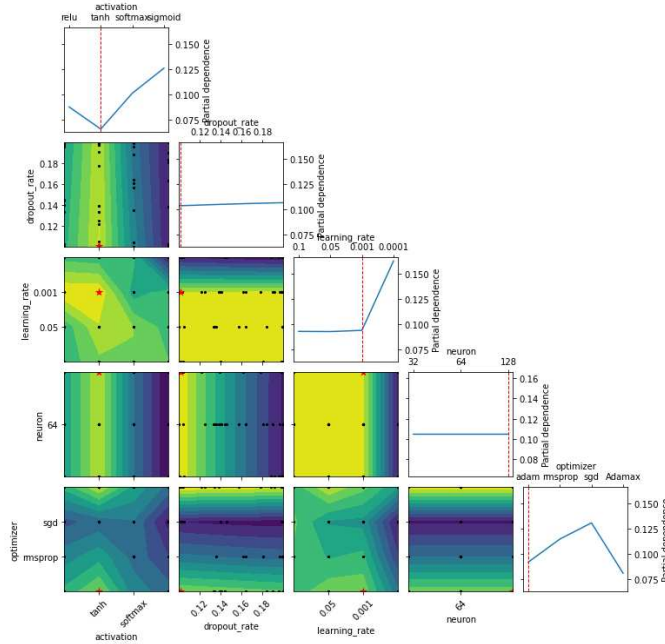 activation
relu tanh softmax sigmoid
0.150
0.125
0.100
0.075
Partial dependence
dropout_rate
0.12 0.14 0.16 0.18
dropout_rate
0.18
0.16
0.14
0.12
0.150
0.125
0.100
0.075
Partial dependence
learning_rate
0.1 0.05 0.001 0.0001
learning_rate
0.001
0.05
0.150
0.125
0.100
0.075
Partial dependence
neuron
32 64 128
neuron
64
0.16
0.14
0.12
0.10
0.08
Partial dependence
optimizer
adam rmsprop sgd Adamax
optimizer
sgd
rmsprop
0.150
0.125
0.100
0.075
Partial dependence
tanh softmax
activation
0.12 0.14 0.16 0.18
dropout_rate
0.05 0.001
learning_rate
64
neuron